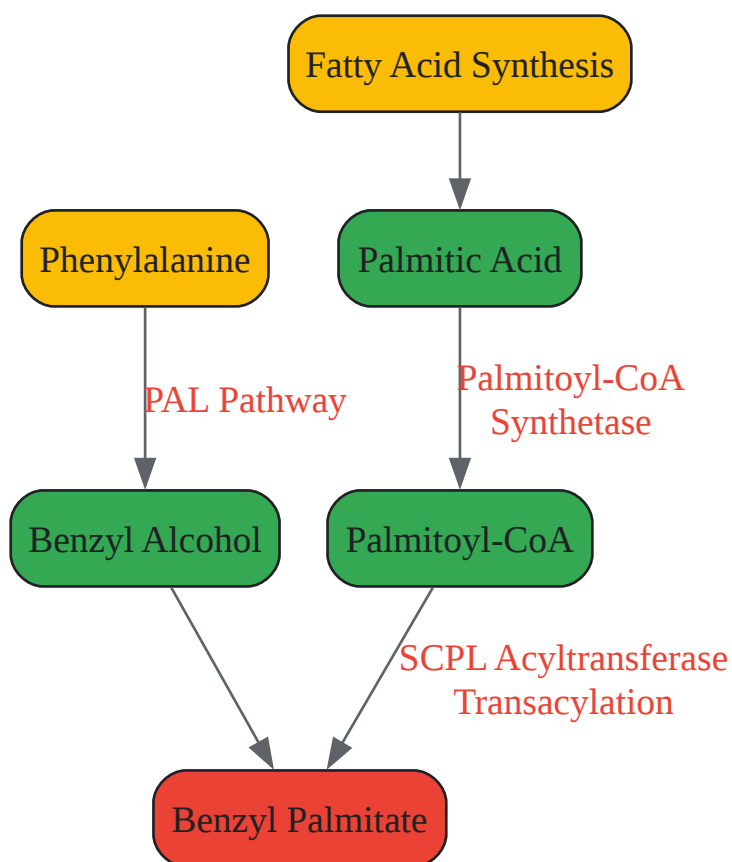 Fatty Acid Synthesis
Phenylalanine
Palmitic Acid
PAL Pathway
Palmitoyl-CoA
Synthetase
Benzyl Alcohol
Palmitoyl-CoA
SCPL Acyltransferase
Transacylation
Benzyl Palmitate